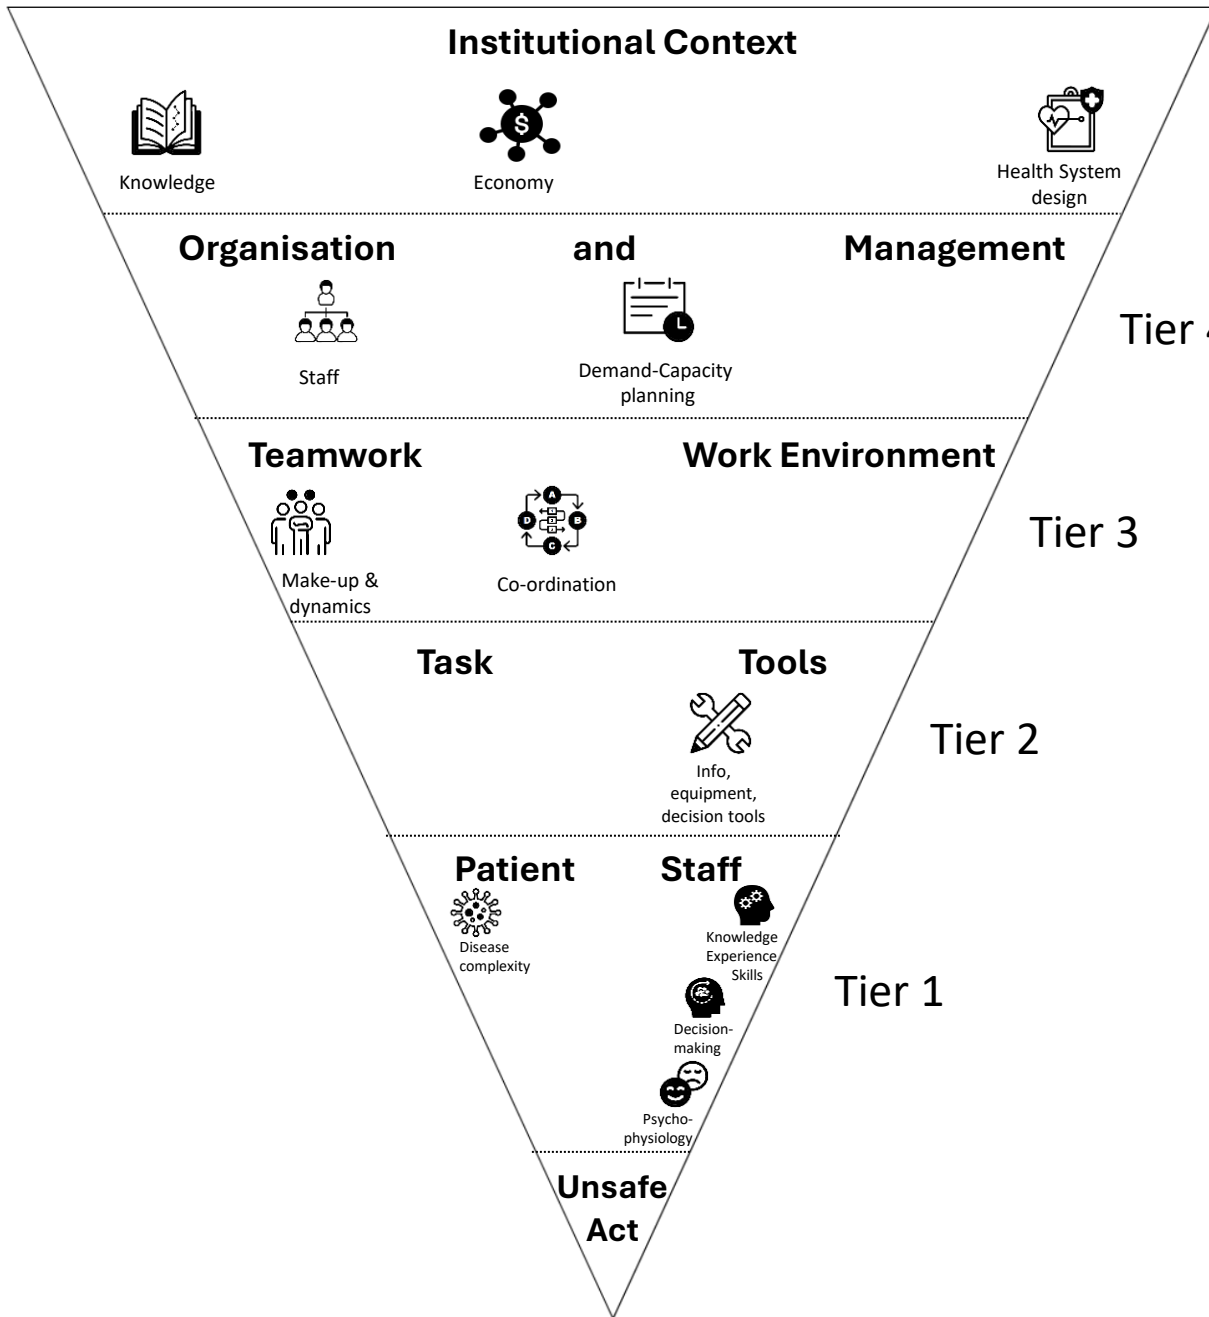 Institutional Context
Knowledge
Economy
Health System
design
Organisation and Management
Staff
Demand-Capacity
planning
Tier 4
Teamwork
Work Environment
Make-up &
dynamics
Co-ordination
Tier 3
Task
Tools
Info,
equipment,
decision tools
Tier 2
Patient
Staff
Disease
complexity
Knowledge
Experience
Skills
Decision-
making
Psycho-
physiology
Tier 1
Unsafe
Act